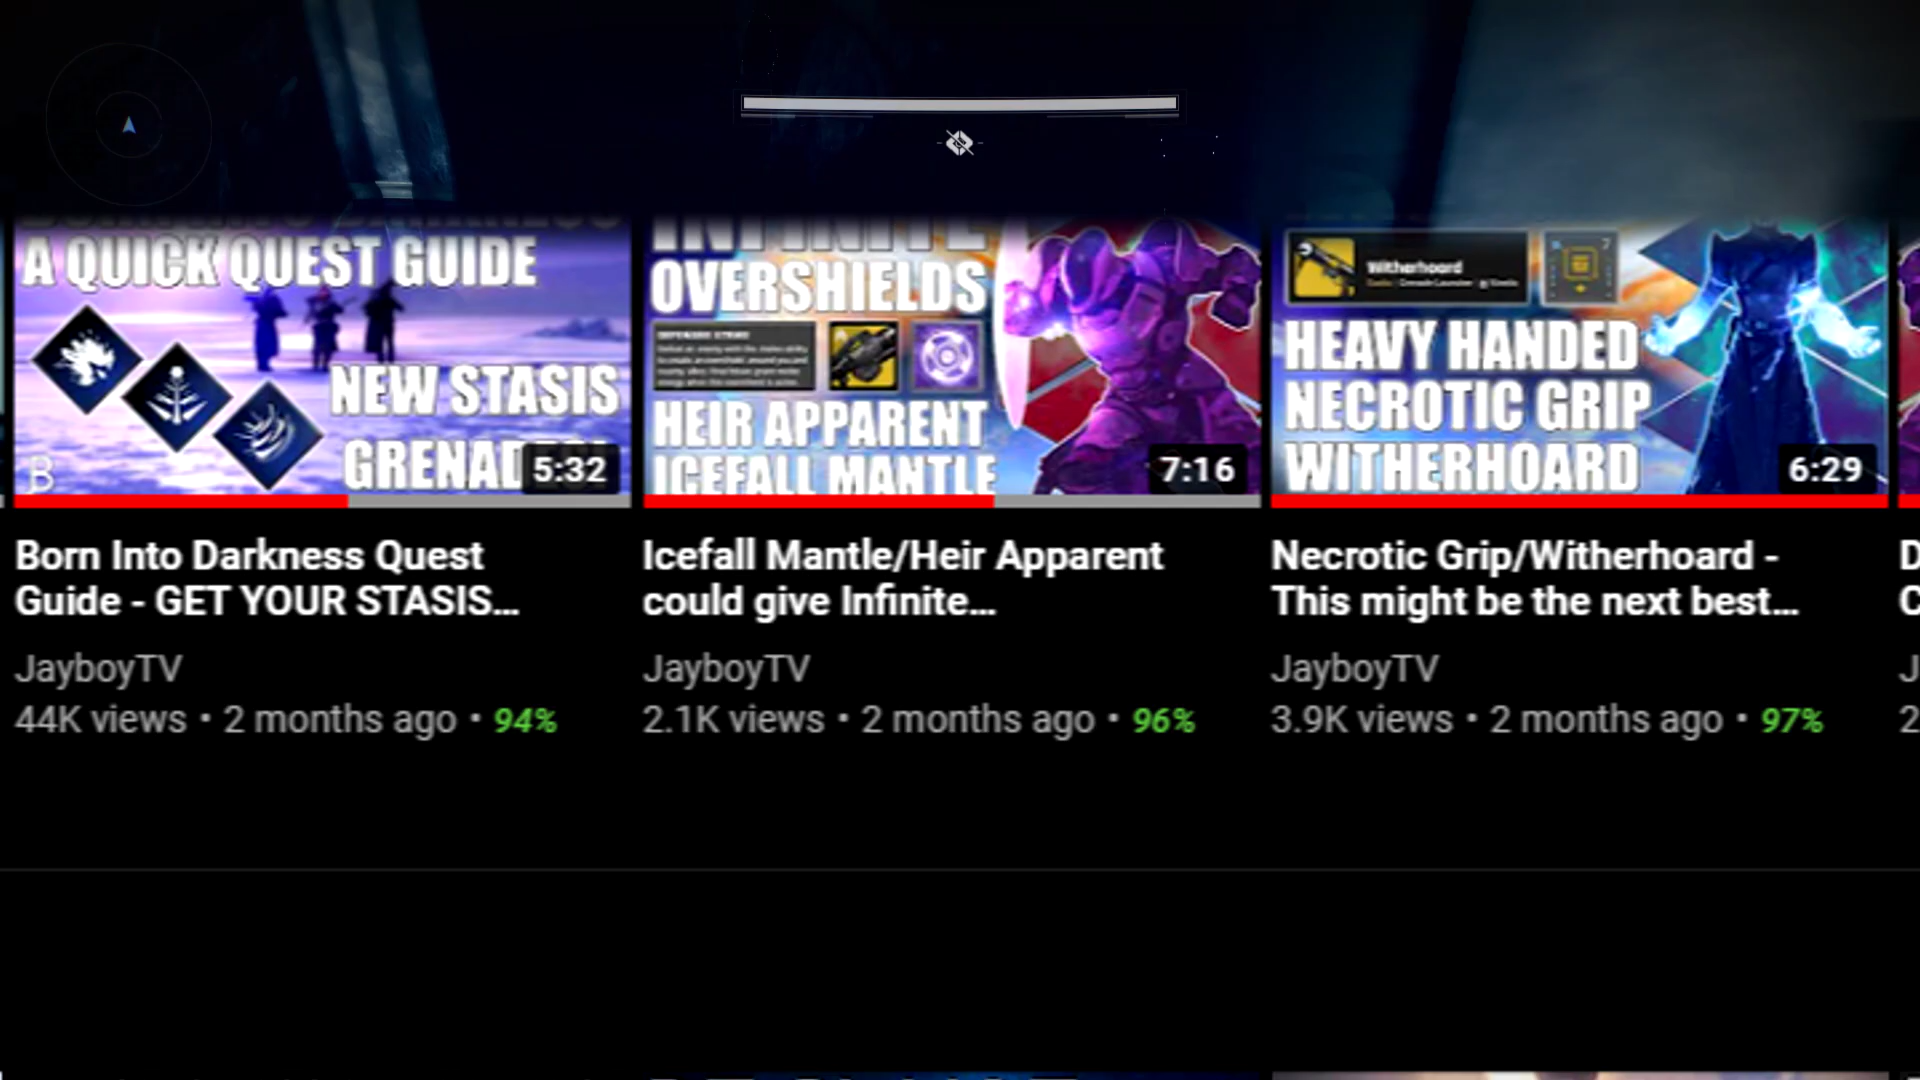 A QUICK QUEST GUIDE
NEW STASIS
GRENAD
5:32
INFINITE
OVERSHIELDS
HEIR APPARENT
ICEFALL MANTLE
7:16
Witherhoard
HEAVY HANDED
NECROTIC GRIP
WITHERHOARD
6:29
Born Into Darkness Quest
Guide - GET YOUR STASIS...
JayboyTV
44K views • 2 months ago • 94%
Icefall Mantle/Heir Apparent
could give Infinite...
JayboyTV
2.1K views • 2 months ago • 96%
Necrotic Grip/Witherhoard -
This might be the next best...
JayboyTV
3.9K views • 2 months ago • 97%
D
C
J
2